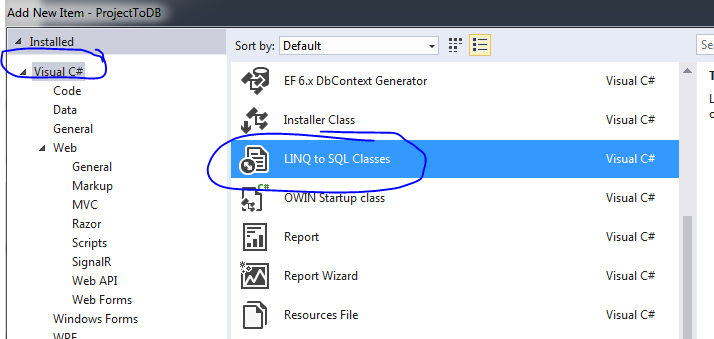 Add New Item - ProjectToDB
Installed
Visual C#
Code
Data
General
Web
General
Markup
MVC
Razor
Scripts
SignalR
Web API
Web Forms
Windows Forms
WPF
Sort by: Default
EF 6.x DbContext Generator Visual C#
Installer Class Visual C#
LINQ to SQL Classes Visual C#
OWIN Startup class Visual C#
Report Visual C#
Report Wizard Visual C#
Resources File Visual C#